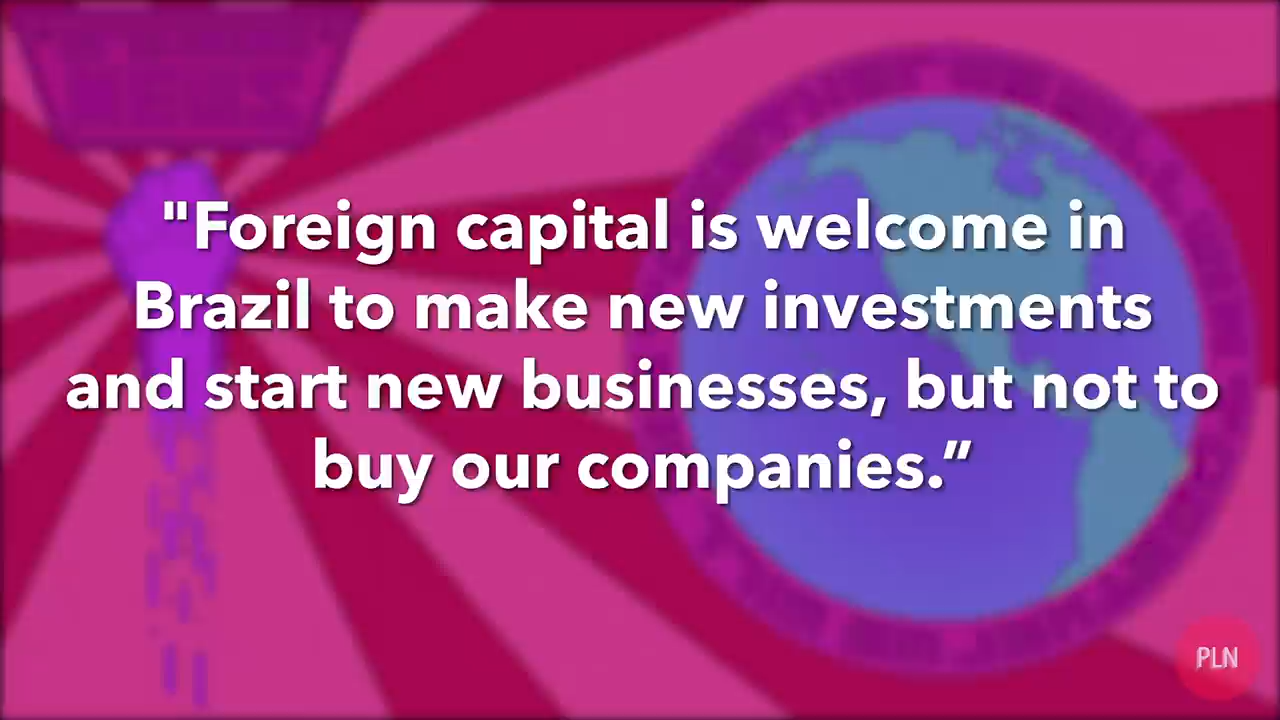 "Foreign capital is welcome in
Brazil to make new investments
and start new businesses, but not to
buy our companies.”
PLN